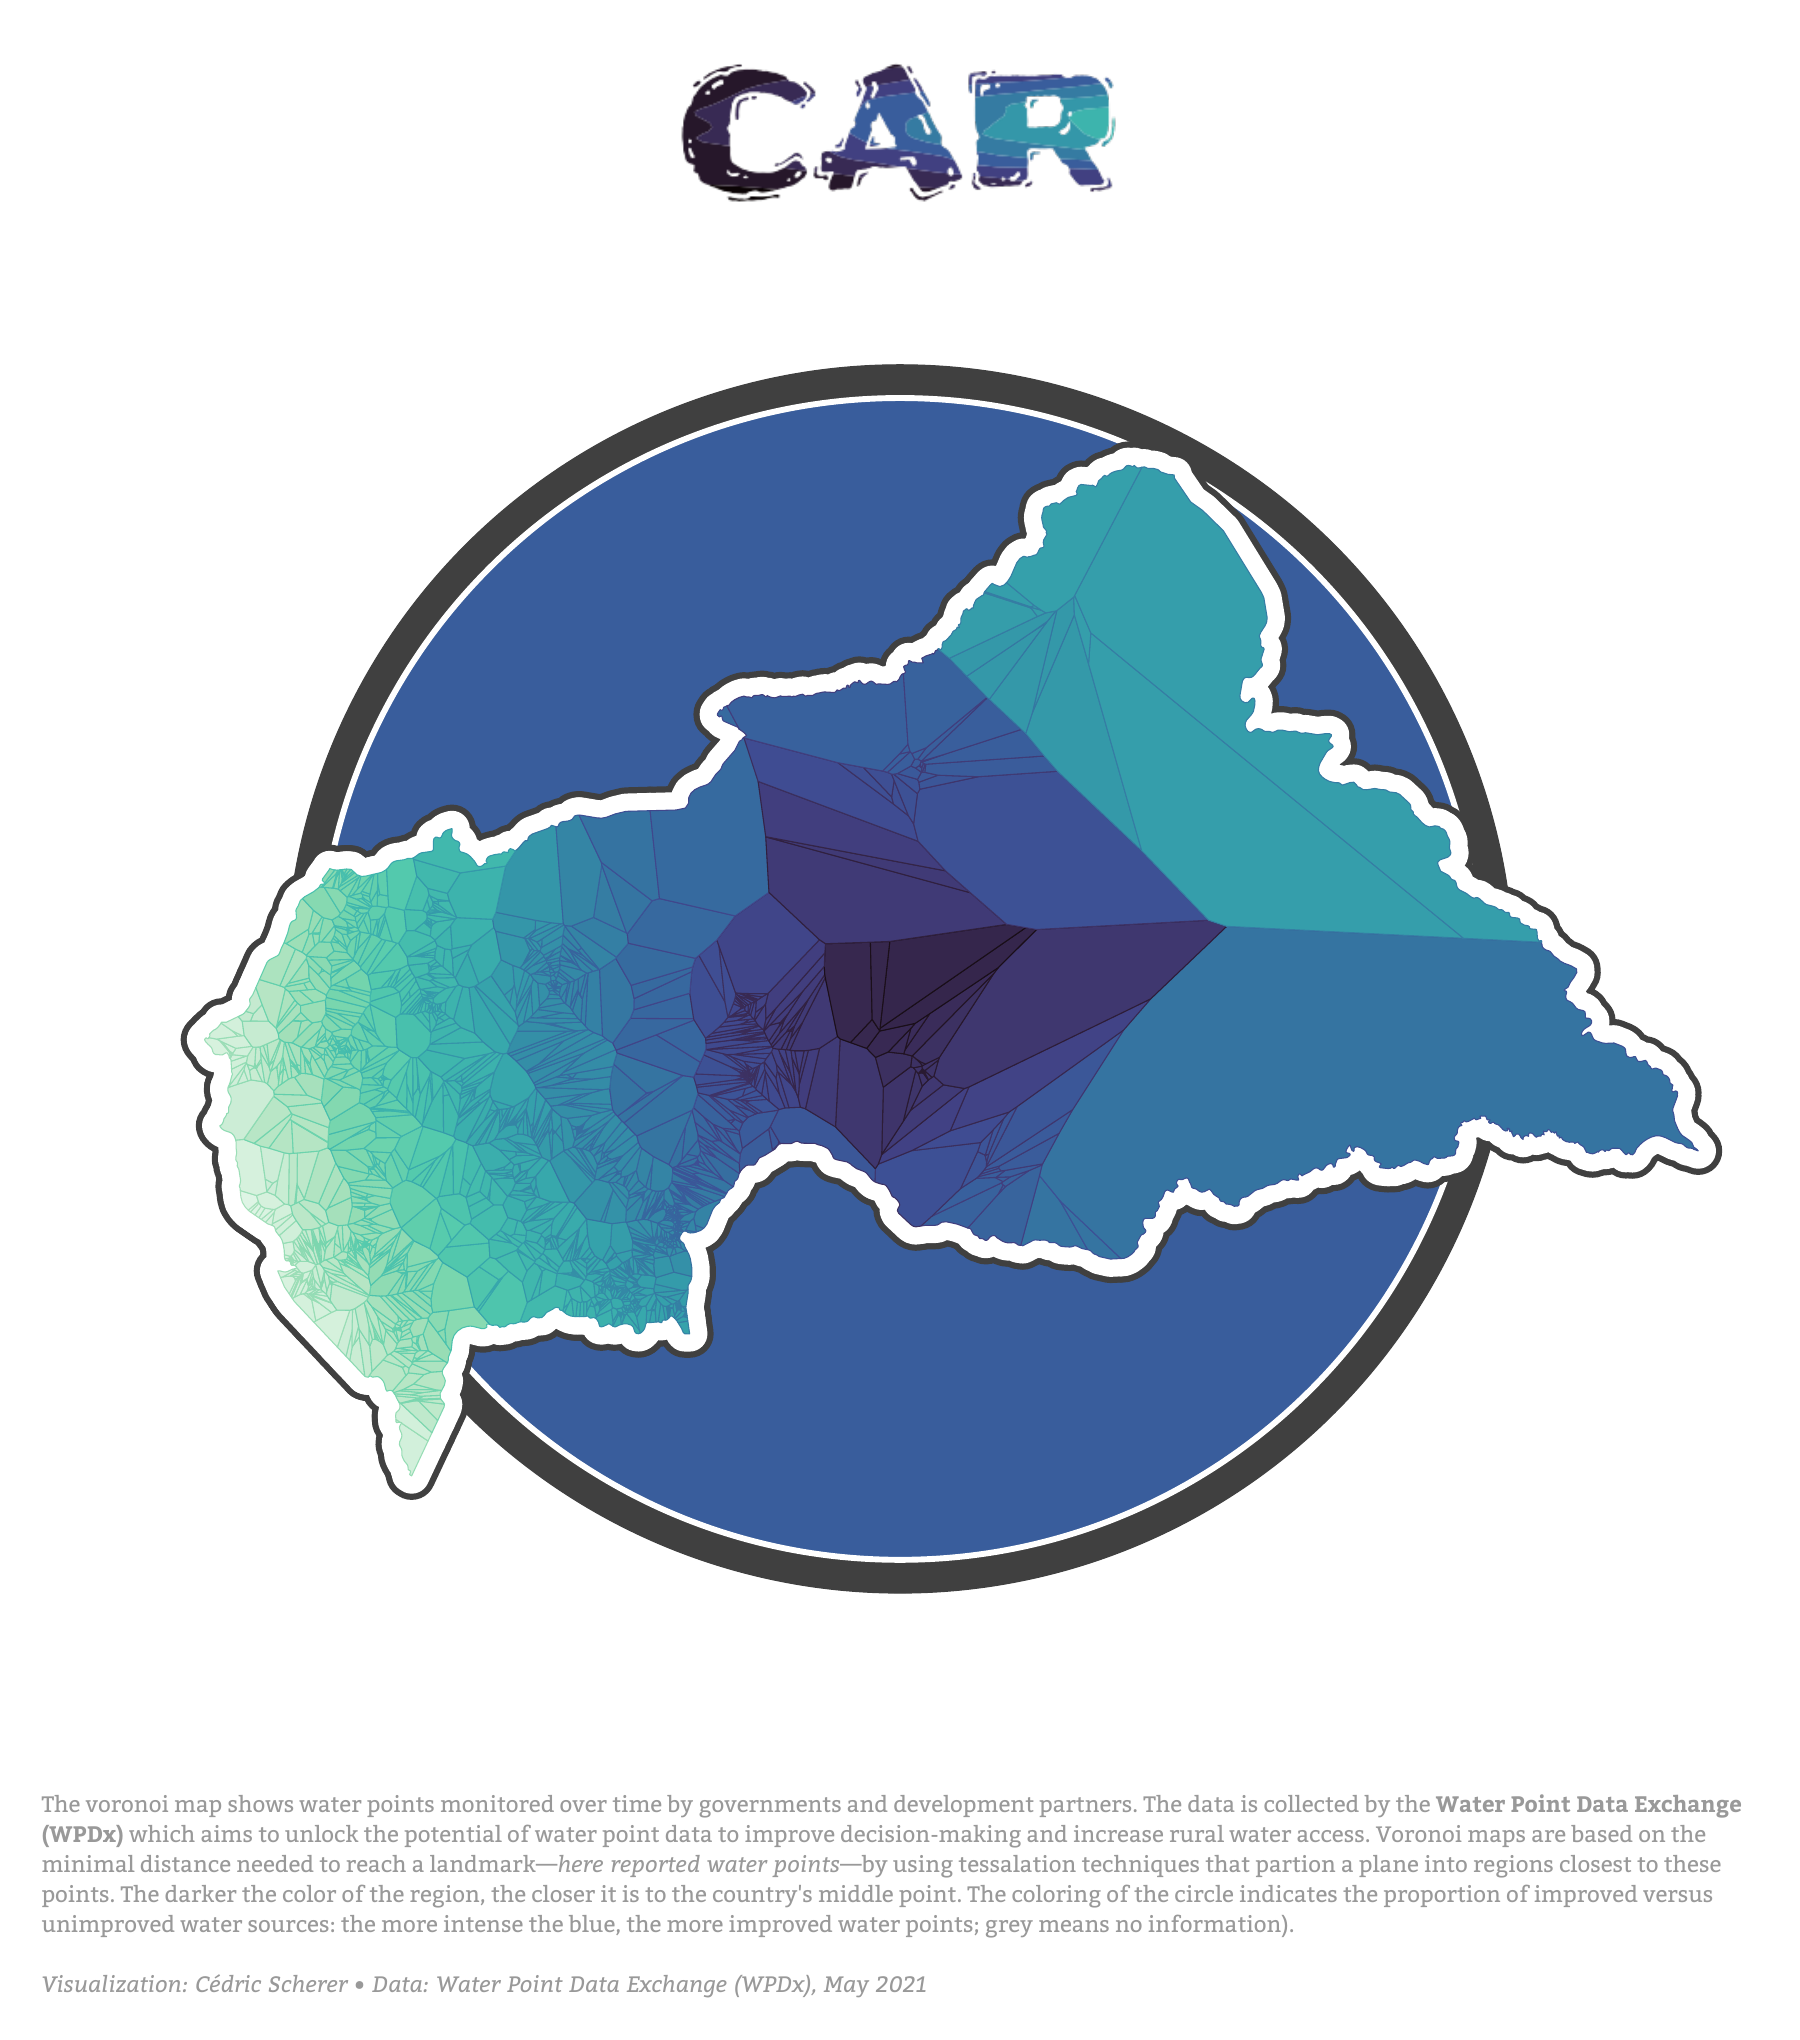 CAR
The voronoi map shows water points monitored over time by governments and development partners. The data is collected by the Water Point Data Exchange
(WPDx) which aims to unlock the potential of water point data to improve decision-making and increase rural water access. Voronoi maps are based on the
minimal distance needed to reach a landmark—here reported water points—by using tessalation techniques that partion a plane into regions closest to these
points. The darker the color of the region, the closer it is to the country's middle point. The coloring of the circle indicates the proportion of improved versus
unimproved water sources: the more intense the blue, the more improved water points; grey means no information).
Visualization: Cédric Scherer • Data: Water Point Data Exchange (WPDx), May 2021